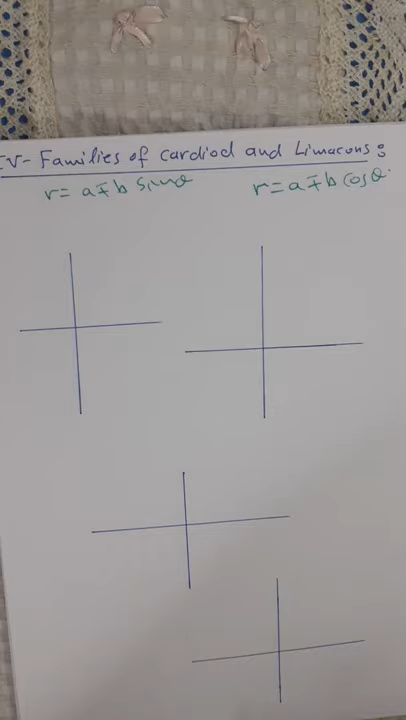 IV- Families of Cardiod and Limacons:
r = a ∓ b sinθ r = a ∓ b cosθ.